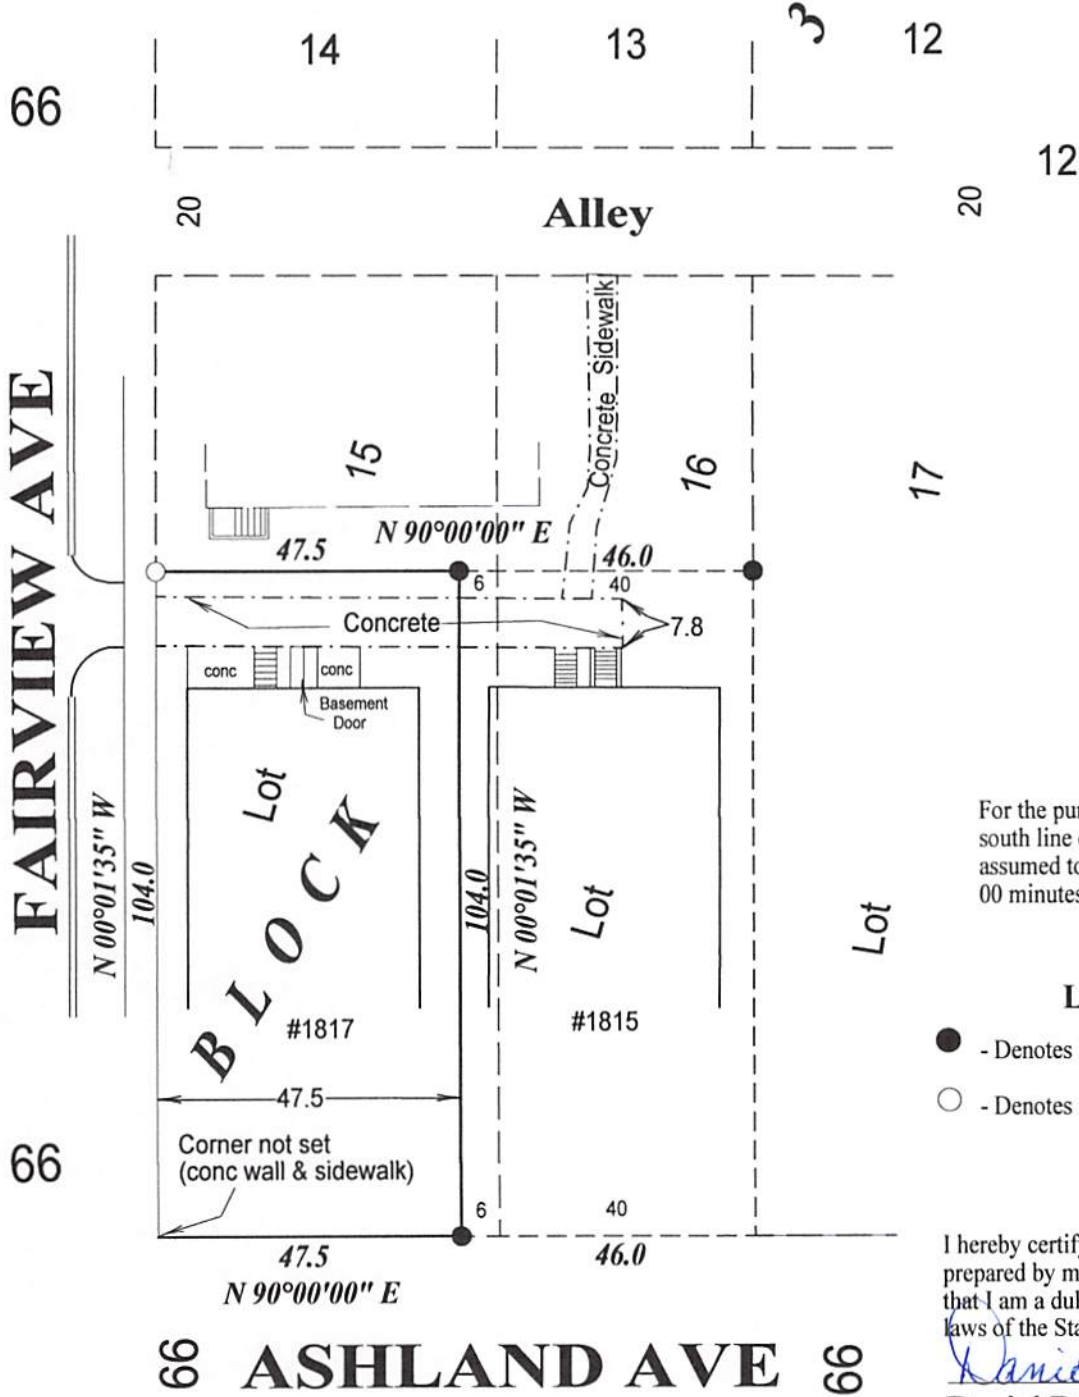 14
13
3
12
66
12
20
Alley
20
Concrete Sidewalk
FAIRVIEW AVE
15
16
17
N 90°00'00" E
47.5
46.0
6
40
Concrete
7.8
conc
conc
Basement
Door
Lot
BLOCK
N 00°01'35" W
104.0
104.0
N 00°01'35" W
Lot
Lot
For the pur
south line
assumed to
00 minutes
#1817
#1815
L
- Denotes
- Denotes
47.5
Corner not set
(conc wall & sidewalk)
66
6
40
47.5
46.0
N 90°00'00" E
I hereby certify
prepared by m
that I am a dul
laws of the Sta
Danie
66
ASHLAND AVE
66